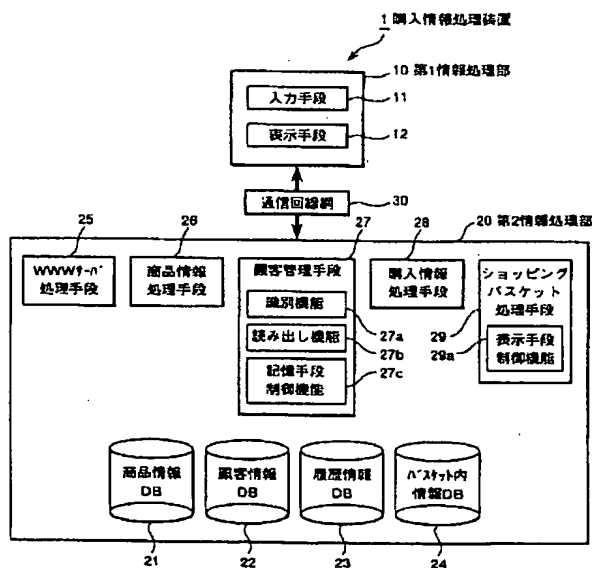 1 購入情報処理装置
10 第1情報処理部
入力手段
11
表示手段
12
通信回線網
30
20 第2情報処理部
25
26
27
28
WWWサーバ
処理手段
商品情報
処理手段
顧客管理手段
識別機能
27a
読み出し機能
27b
記憶手段
制御機能
27c
購入情報
処理手段
ショッピング
バスケット
処理手段
29
表示手段
制御機能
29a
商品情報
DB
顧客情報
DB
履歴情報
DB
バスケット内
情報DB
21
22
23
24